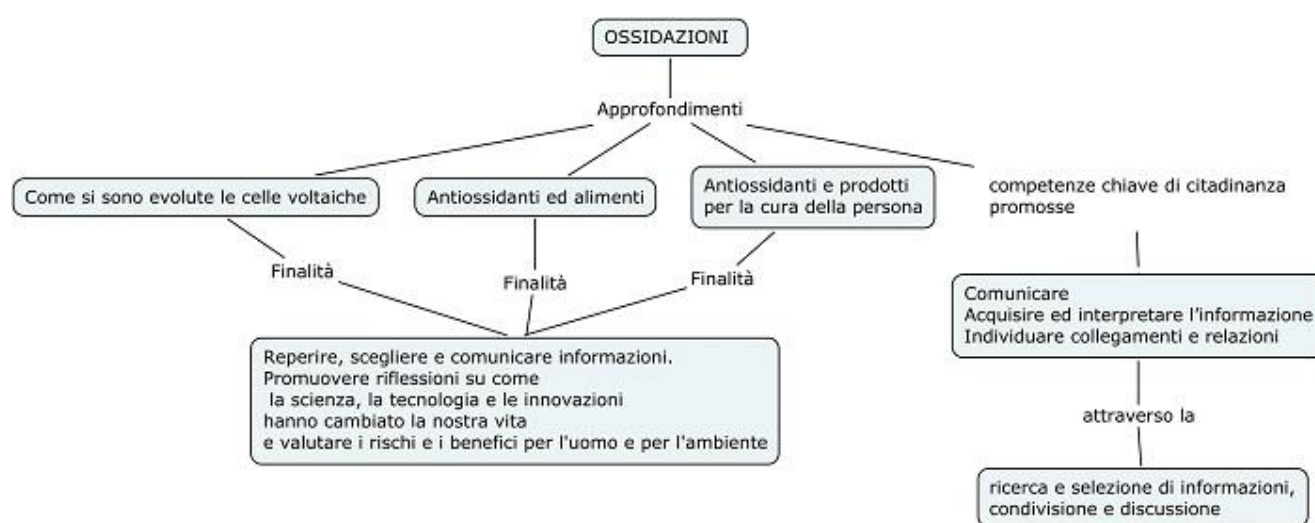 OSSIDAZIONI
Approfondimenti
Come si sono evolute le celle voltaiche
Antiossidanti ed alimenti
Antiossidanti e prodotti
per la cura della persona
competenze chiave di citadinanza
promosse
Finalità
Finalità
Finalità
Reperire, scegliere e comunicare informazioni.
Promuovere riflessioni su come
la scienza, la tecnologia e le innovazioni
hanno cambiato la nostra vita
e valutare i rischi e i benefici per l'uomo e per l'ambiente
Comunicare
Acquisire ed interpretare l'informazione
Individuare collegamenti e relazioni
attraverso la
ricerca e selezione di informazioni,
condivisione e discussione